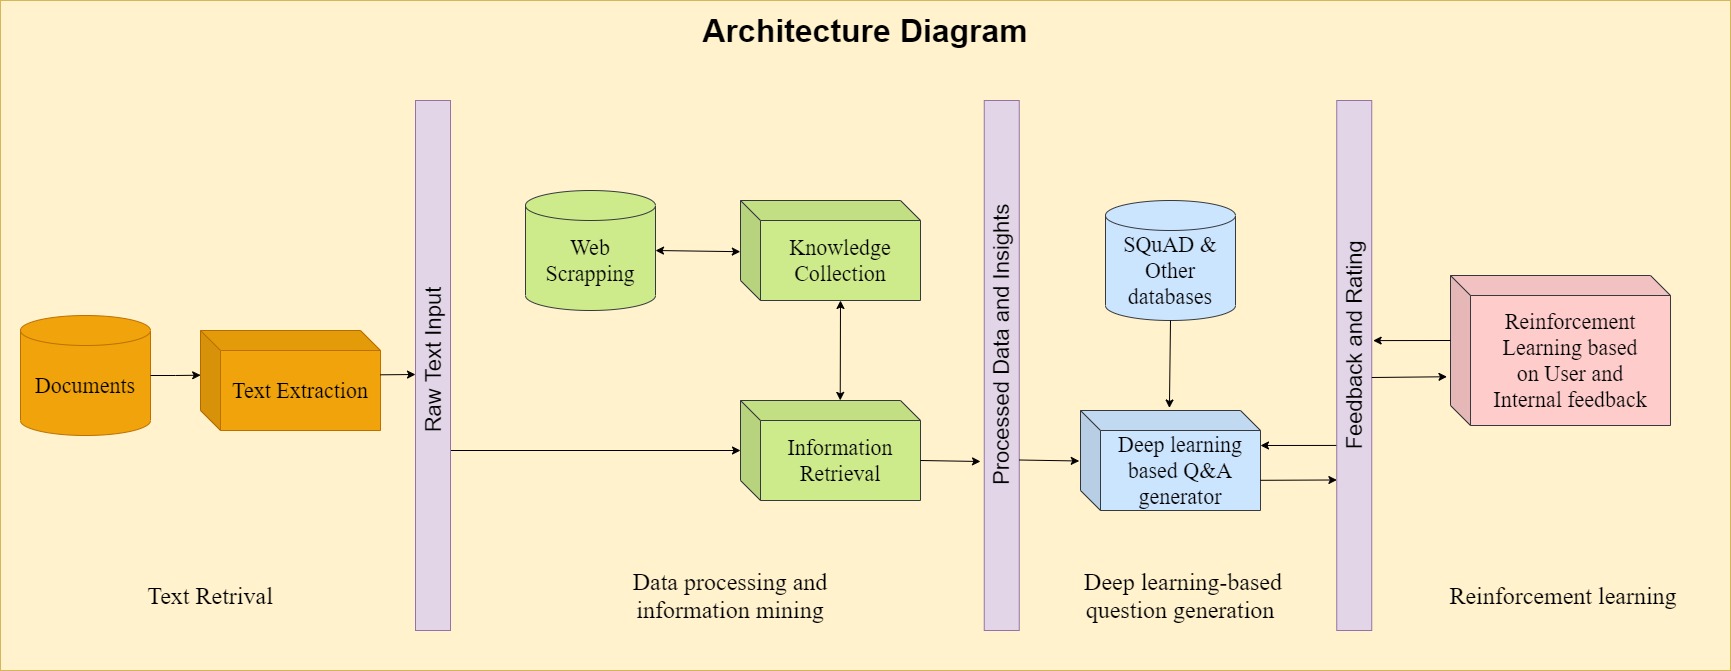 Architecture Diagram
Documents
Text Extraction
Raw Text Input
Web
Scrapping
Knowledge
Collection
Information
Retrieval
Processed Data and Insights
SQuAD &
Other
databases
Deep learning
based Q&A
generator
Feedback and Rating
Reinforcement
Learning based
on User and
Internal feedback
Text Retrival
Data processing and
information mining
Deep learning-based
question generation
Reinforcement learning